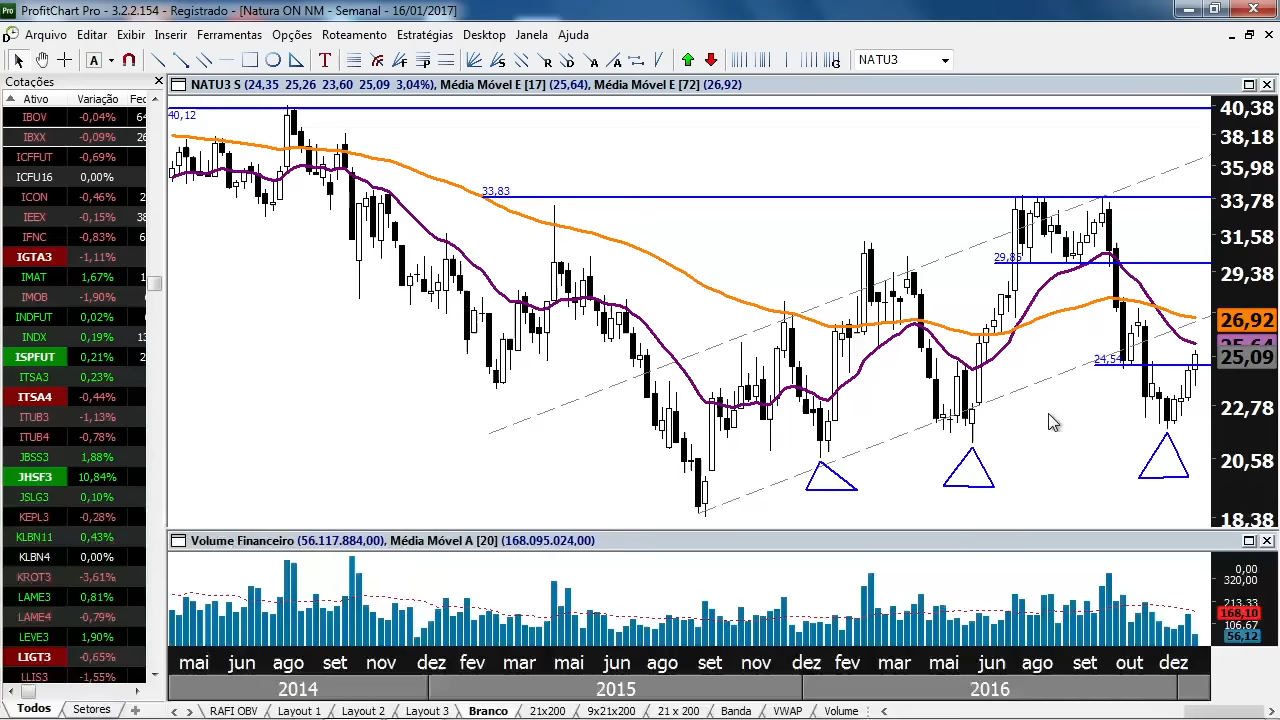 ProfitChart Pro - 3.2.2.154 - Registrado - [Natura ON NM - Semanal - 16/01/2017]
Arquivo Editar Exibir Inserir Ferramentas Opções Roteamento Estratégias Desktop Janela Ajuda
NATU3
Cotações
Ativo Variação Fec
IBOV -0,04% 64
IBXX -0,09% 26
ICFFUT -0,69%
ICFU16 0,00%
ICON -0,46% 2
IEEX -0,15% 38
IFNC -0,83% 6
IGTA3 -1,11%
IMAT 1,67% 1
IMOB -1,90%
INDFUT 0,02%
INDX 0,19% 13
ISPFUT 0,21% 2
ITSA3 0,23%
ITSA4 -0,44%
ITUB3 -1,13%
ITUB4 -0,78%
JBSS3 1,88%
JHSF3 10,84%
JSLG3 0,10%
KEPL3 -0,28%
KLBN11 0,43%
KLBN4 0,00%
KROT3 -3,61%
LAME3 0,81%
LAME4 -0,79%
LEVE3 1,90%
LIGT3 -0,65%
LLIS3 -1,55%
Todos Setores
NATU3 S (24,35 25,26 23,60 25,09 3,04%), Média Móvel E [17] (25,64), Média Móvel E [72] (26,92)
40,12
33,83
29,85
24,54
40,38
38,18
35,98
33,78
31,58
29,38
26,92
25,64
25,09
22,78
20,58
18,38
Volume Financeiro (56.117.884,00), Média Móvel A [20] (168.095.024,00)
0,00
320,00
213,33
168,10
106,67
56,12
mai jun ago set nov dez fev mar mai jun ago set nov dez fev mar mai jun ago set out dez
2014 2015 2016
RAFI OBV Layout 1 Layout 2 Layout 3 Branco 21x200 9x21x200 21 x 200 Banda VWAP Volume